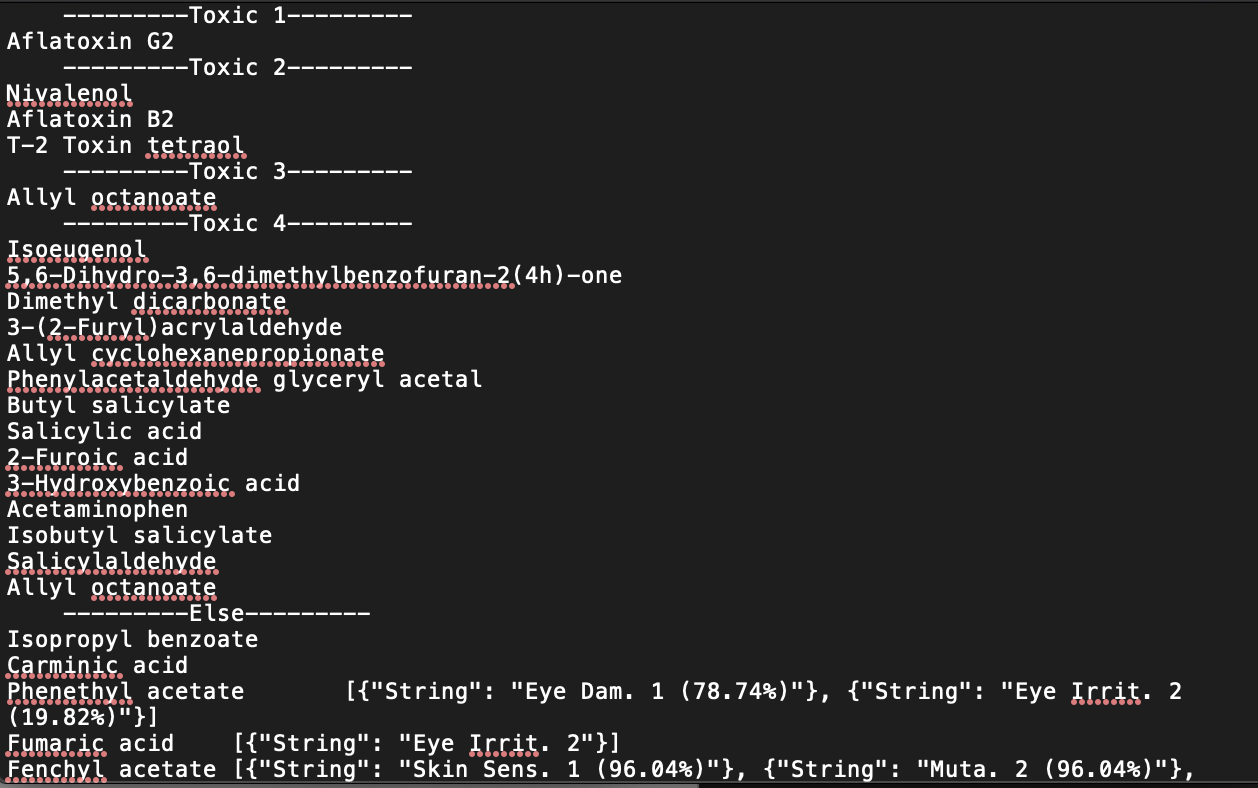 ---------Toxic 1---------
Aflatoxin G2
---------Toxic 2---------
Nivalenol
Aflatoxin B2
T-2 Toxin tetraol
---------Toxic 3---------
Allyl octanoate
---------Toxic 4---------
Isoeugenol
5,6-Dihydro-3,6-dimethylbenzofuran-2(4h)-one
Dimethyl dicarbonate
3-(2-Furyl)acrylaldehyde
Allyl cyclohexanepropionate
Phenylacetaldehyde glyceryl acetal
Butyl salicylate
Salicylic acid
2-Furoic acid
3-Hydroxybenzoic acid
Acetaminophen
Isobutyl salicylate
Salicylaldehyde
Allyl octanoate
---------Else---------
Isopropyl benzoate
Carminic acid
Phenethyl acetate [{"String": "Eye Dam. 1 (78.74%)"}, {"String": "Eye Irrit. 2
(19.82%)"}]
Fumaric acid [{"String": "Eye Irrit. 2"}]
Fenchyl acetate [{"String": "Skin Sens. 1 (96.04%)"}, {"String": "Muta. 2 (96.04%)"},